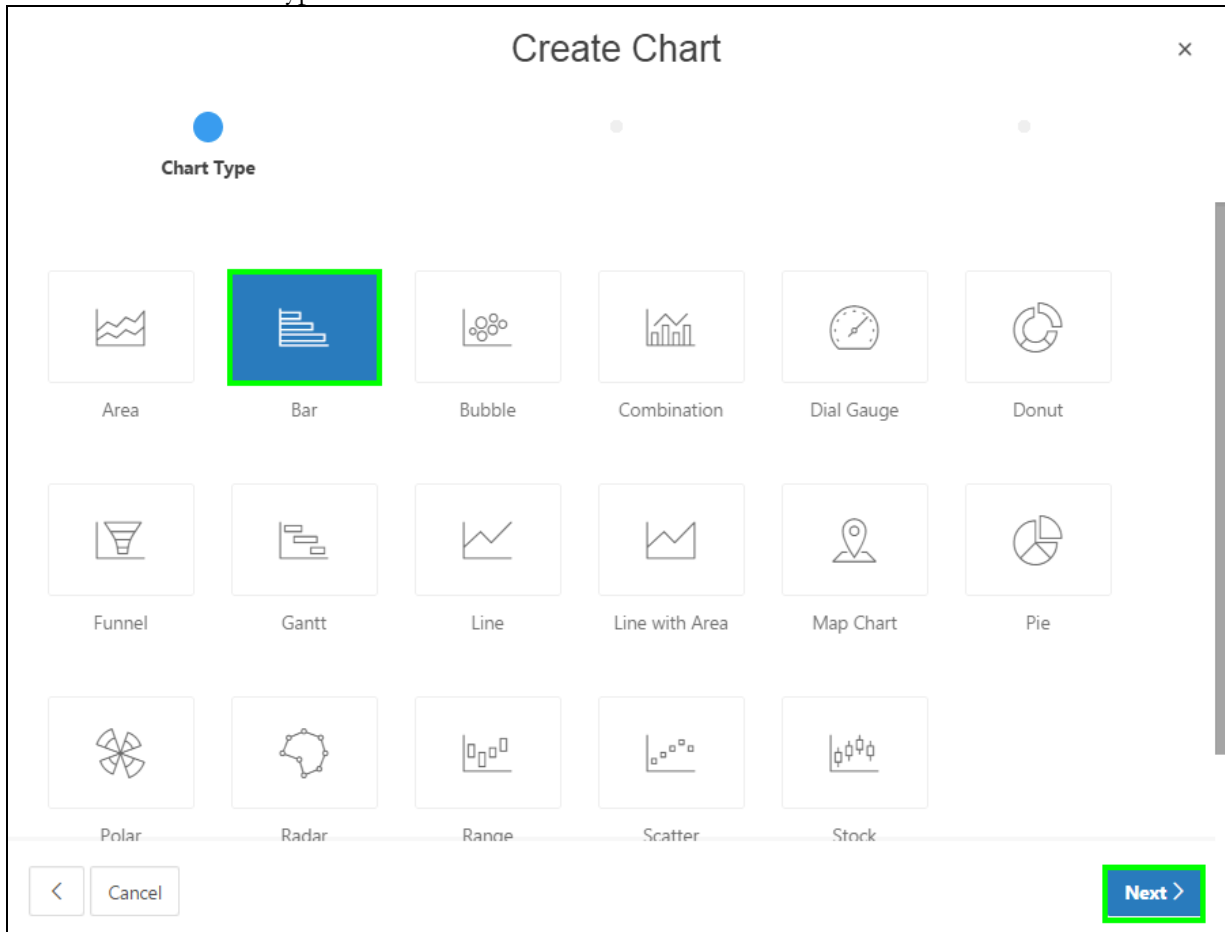 Create Chart
×
Chart Type
Area Bar Bubble Combination Dial Gauge Donut
Funnel Gantt Line Line with Area Map Chart Pie
Polar Radar Range Scatter Stock
< Cancel Next >